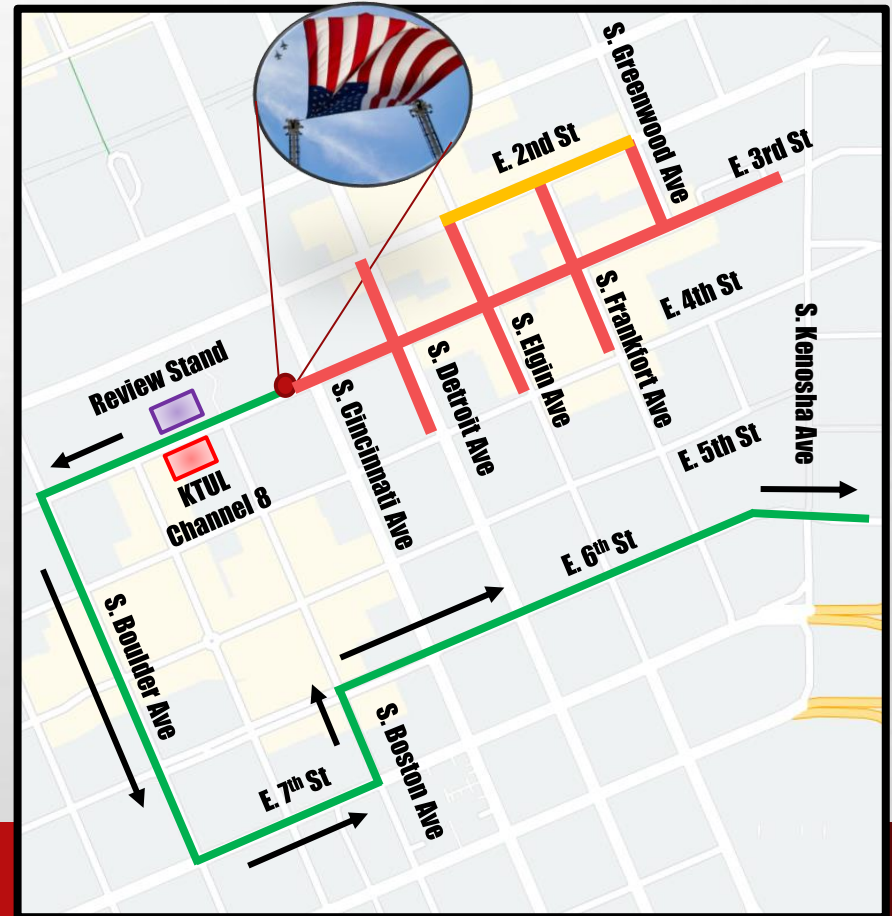 S. Greenwood Ave
E. 2nd St
E. 3rd St
S. Frankfort Ave
E. 4th St
S. Kenosha Ave
S. Elgin Ave
S. Detroit Ave
Review Stand
S. Cincinnati Ave
E. 5th St
KTUL
Channel 8
E. 6th St
S. Boulder Ave
S. Boston Ave
E. 7th St